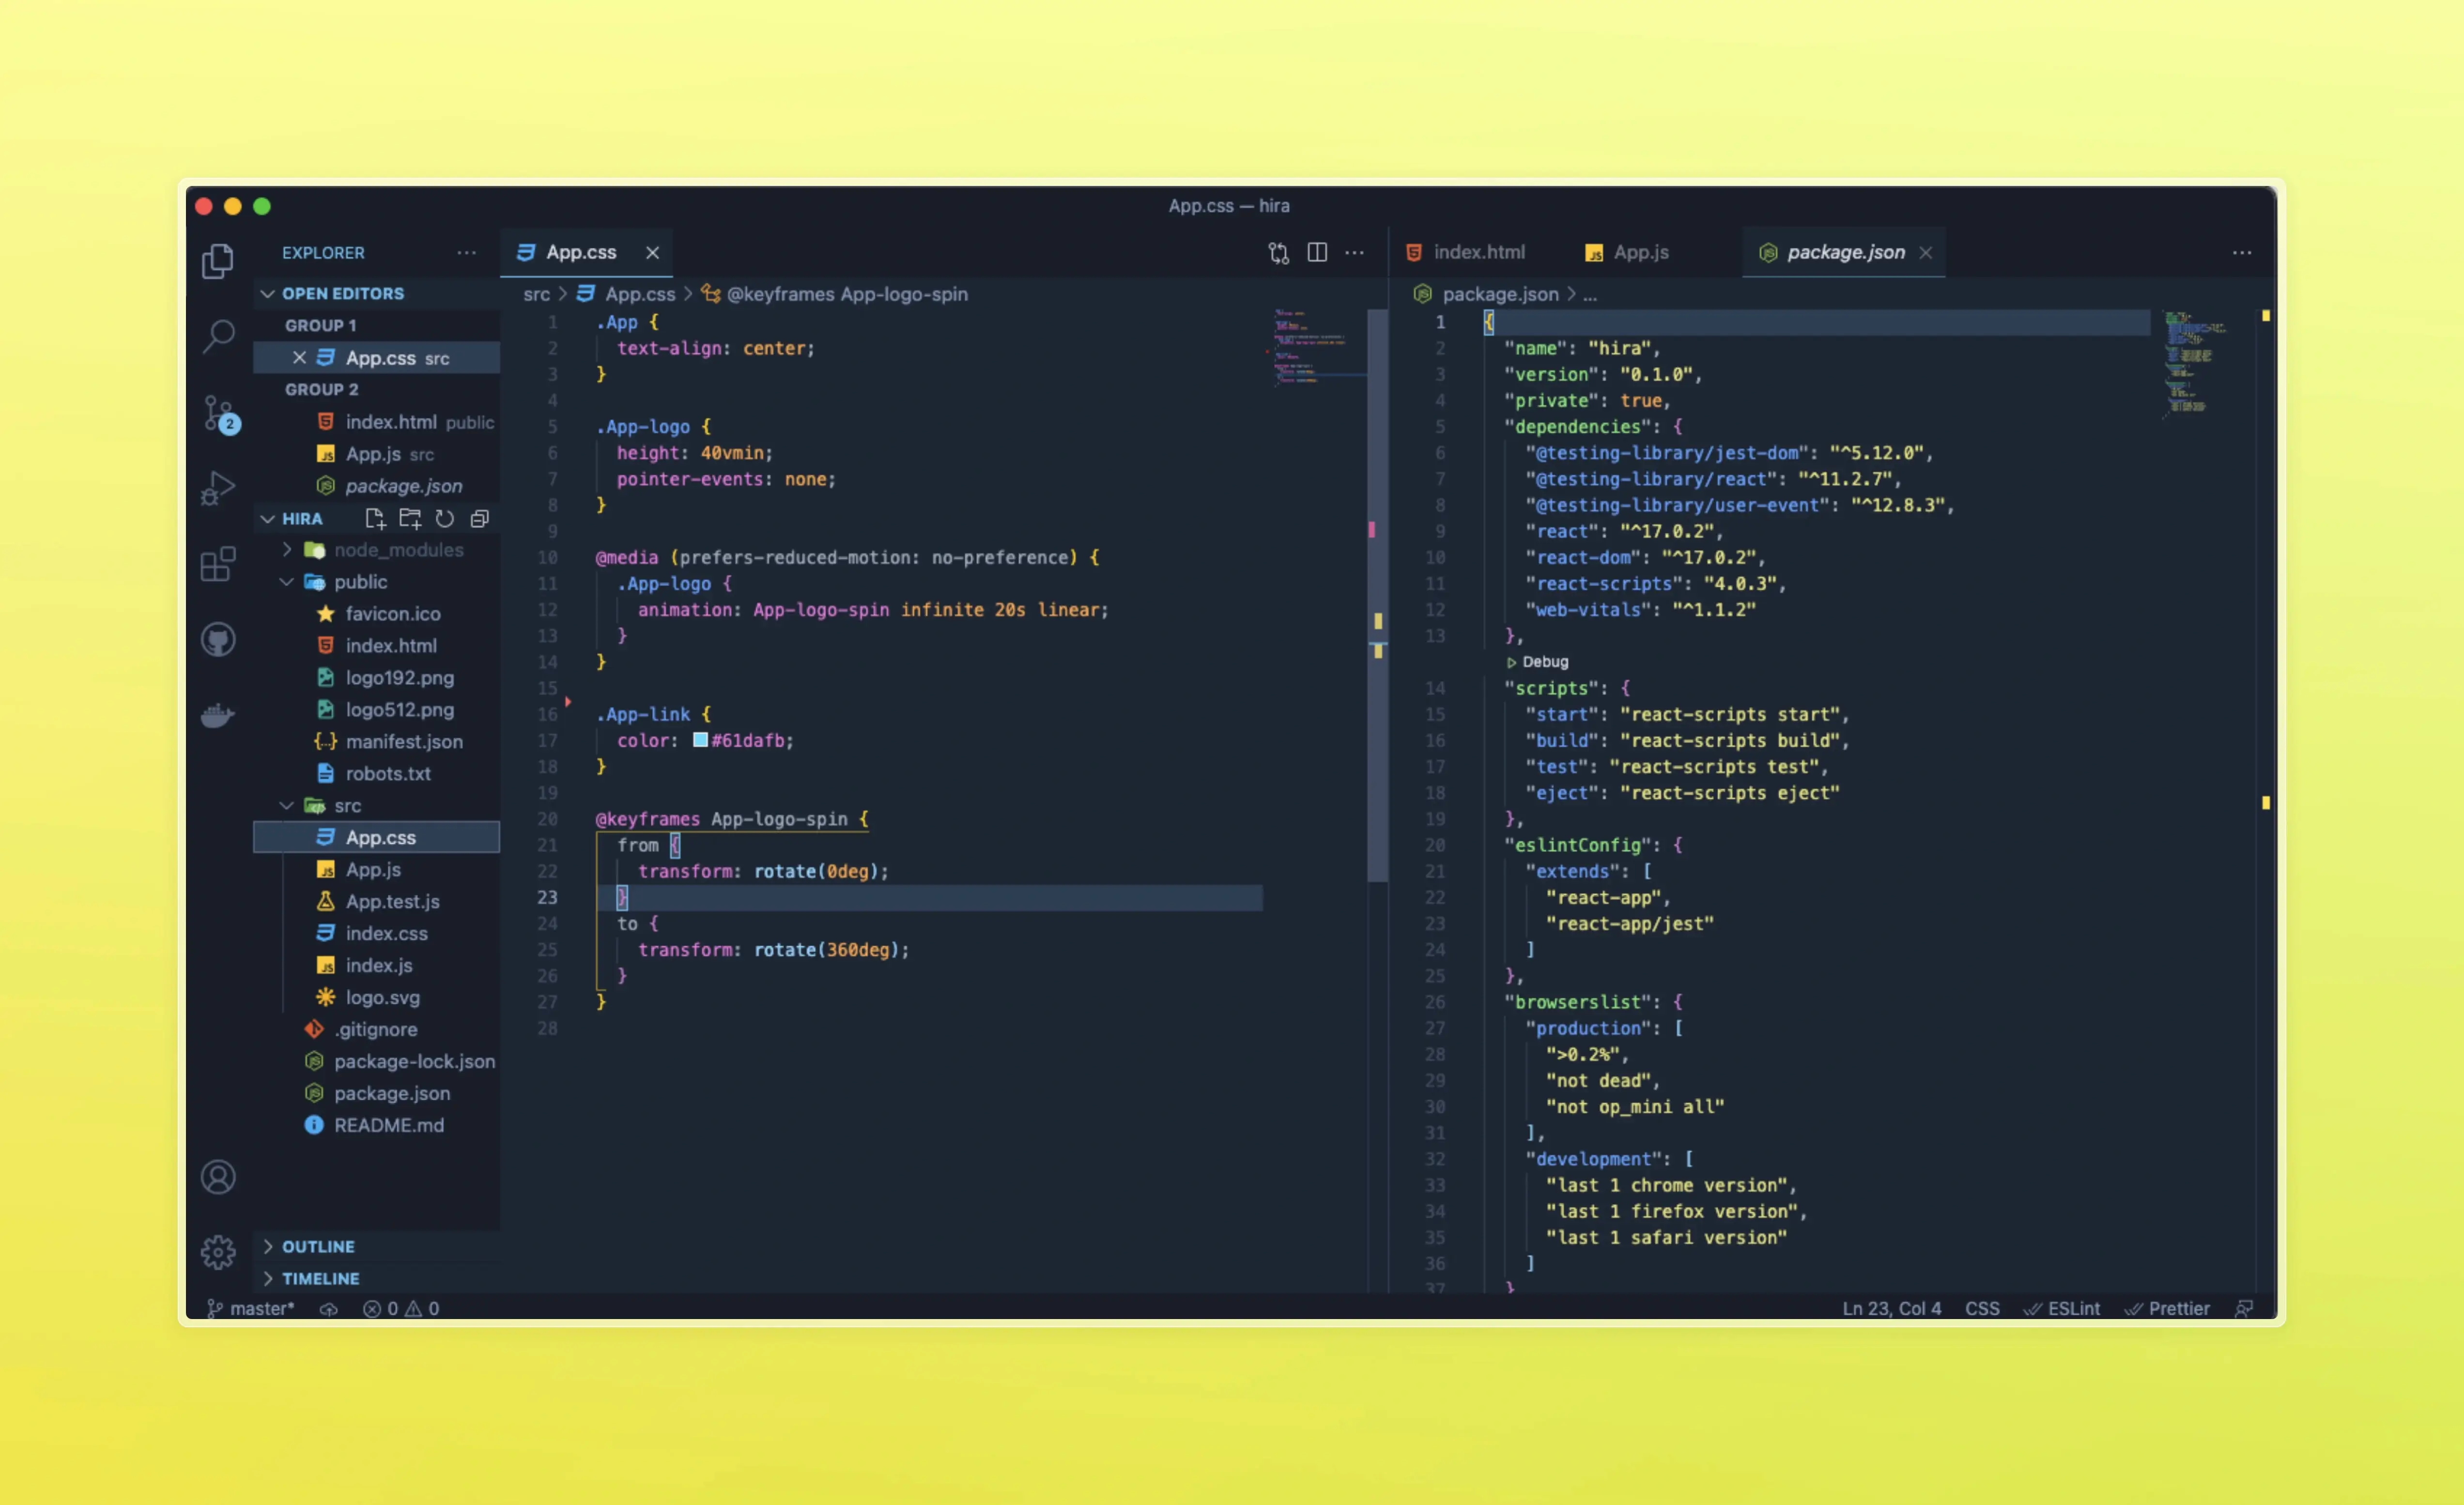 App.css — hira
EXPLORER
OPEN EDITORS
GROUP 1
App.css src
GROUP 2
index.html public
App.js src
package.json
HIRA
node_modules
public
favicon.ico
index.html
logo192.png
logo512.png
manifest.json
robots.txt
src
App.css
App.js
App.test.js
index.css
index.js
logo.svg
.gitignore
package-lock.json
package.json
README.md
OUTLINE
TIMELINE
2
App.css
src > App.css > @keyframes App-logo-spin
1 .App {
2 text-align: center;
3 }
4
5 .App-logo {
6 height: 40vmin;
7 pointer-events: none;
8 }
9
10 @media (prefers-reduced-motion: no-preference) {
11 .App-logo {
12 animation: App-logo-spin infinite 20s linear;
13 }
14 }
15
16 .App-link {
17 color: #61dafb;
18 }
19
20 @keyframes App-logo-spin {
21 from {
22 transform: rotate(0deg);
23 }
24 to {
25 transform: rotate(360deg);
26 }
27 }
28
index.html App.js package.json
package.json > ...
1 {
2 "name": "hira",
3 "version": "0.1.0",
4 "private": true,
5 "dependencies": {
6 "@testing-library/jest-dom": "^5.12.0",
7 "@testing-library/react": "^11.2.7",
8 "@testing-library/user-event": "^12.8.3",
9 "react": "^17.0.2",
10 "react-dom": "^17.0.2",
11 "react-scripts": "4.0.3",
12 "web-vitals": "^1.1.2"
13 },
Debug
14 "scripts": {
15 "start": "react-scripts start",
16 "build": "react-scripts build",
17 "test": "react-scripts test",
18 "eject": "react-scripts eject"
19 },
20 "eslintConfig": {
21 "extends": [
22 "react-app",
23 "react-app/jest"
24 ]
25 },
26 "browserslist": {
27 "production": [
28 ">0.2%",
29 "not dead",
30 "not op_mini all"
31 ],
32 "development": [
33 "last 1 chrome version",
34 "last 1 firefox version",
35 "last 1 safari version"
36 ]
37 }
master* 0 0
Ln 23, Col 4 CSS ESLint Prettier